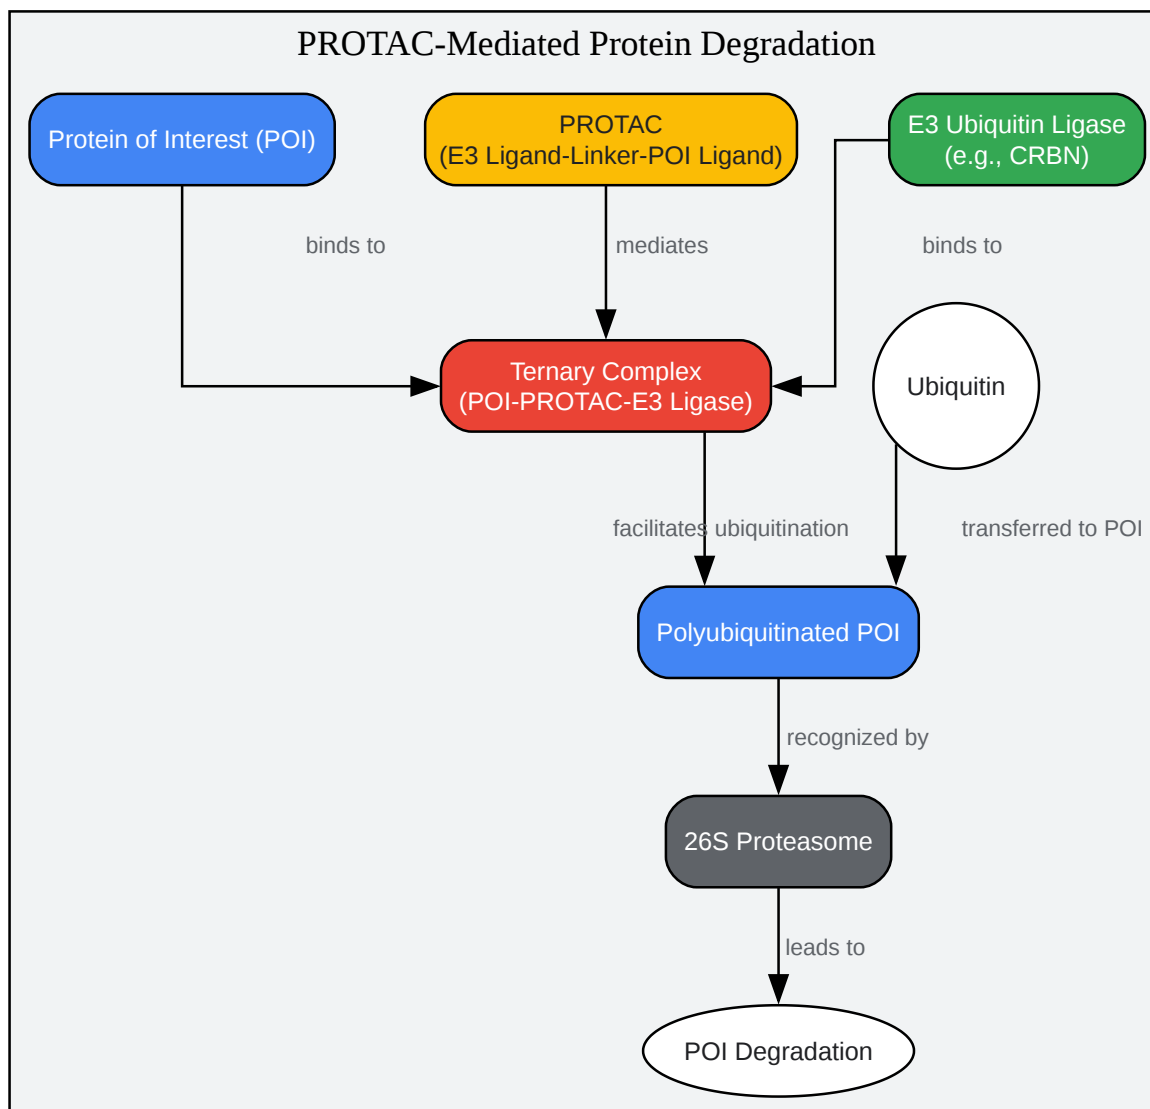 PROTAC-Mediated Protein Degradation
Protein of Interest (POI)
PROTAC
(E3 Ligand-Linker-POI Ligand)
E3 Ubiquitin Ligase
(e.g., CRBN)
binds to
mediates
binds to
Ternary Complex
(POI-PROTAC-E3 Ligase)
Ubiquitin
facilitates ubiquitination
transferred to POI
Polyubiquitinated POI
recognized by
26S Proteasome
leads to
POI Degradation